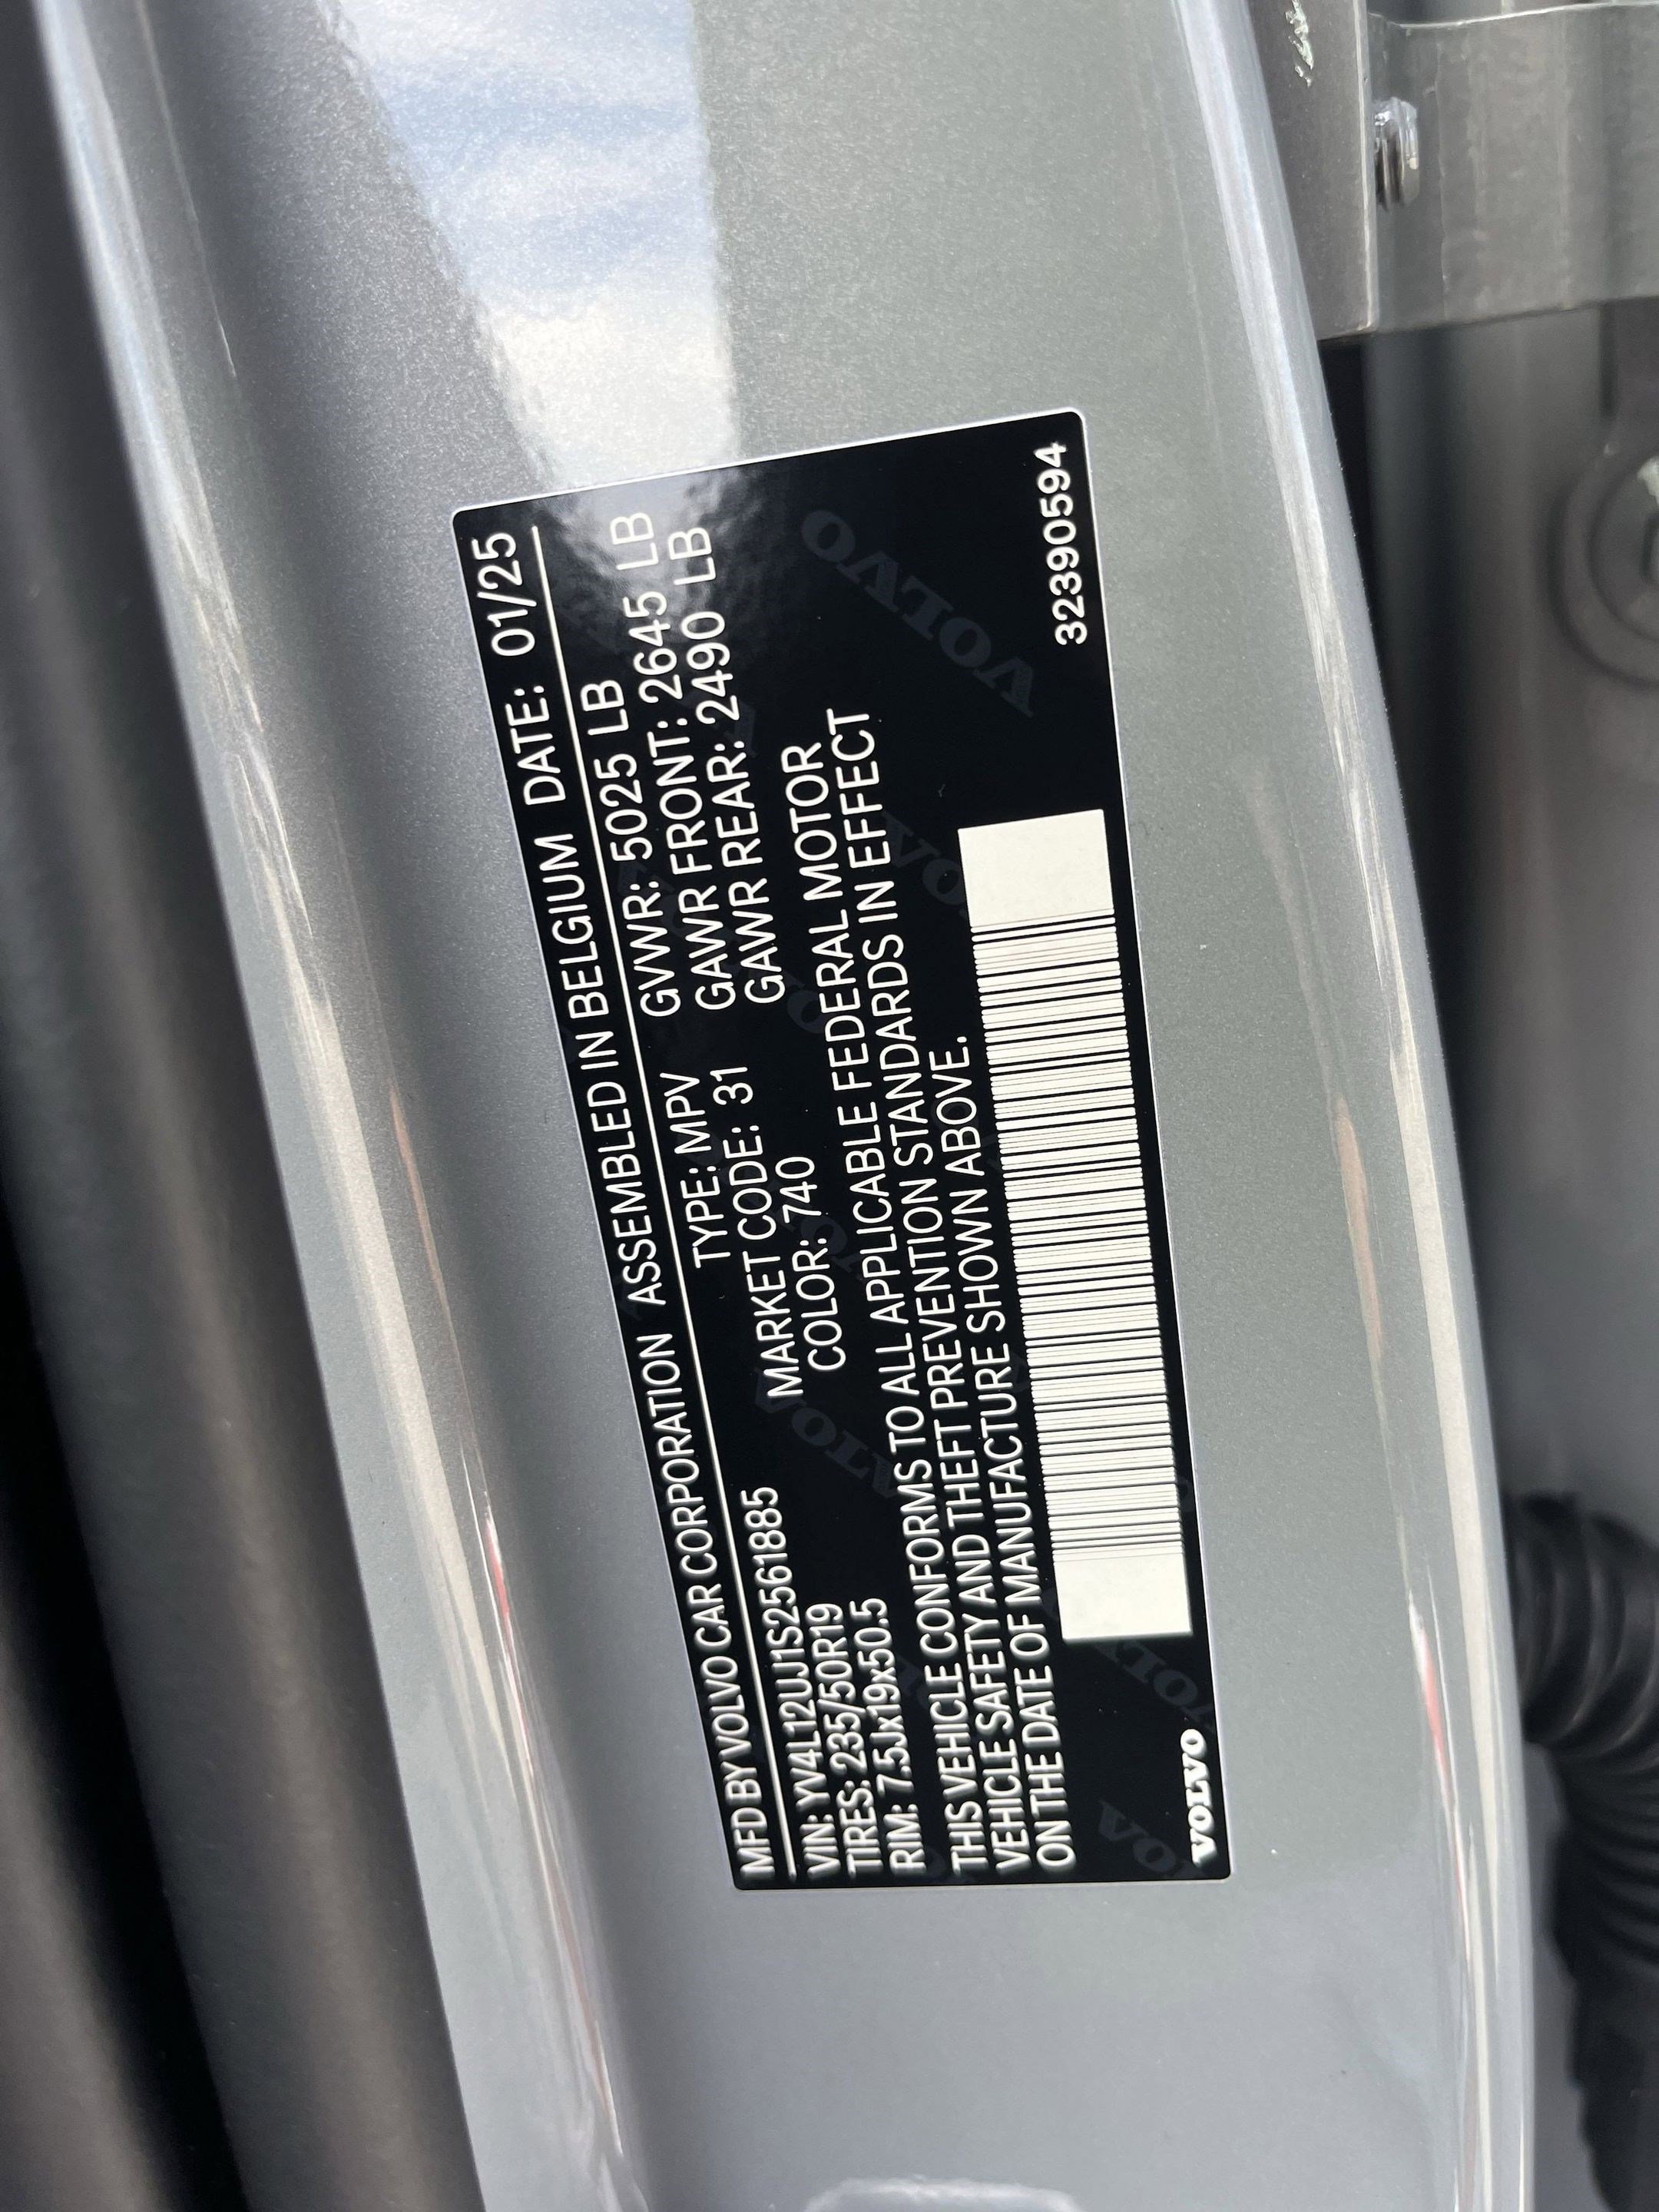 MFD BY VOLVO CAR CORPORATION ASSEMBLED IN BELGIUM DATE: 01/25
VIN: YV4L12UJ1S2561885 TYPE: MPV GVWR: 5025 LB
TIRES: 235/50R19 MARKET CODE: 31 GAWR FRONT: 2645 LB
RIM: 7.5Jx19x50.5 COLOR: 740 GAWR REAR: 2490 LB
THIS VEHICLE CONFORMS TO ALL APPLICABLE FEDERAL MOTOR
VEHICLE SAFETY AND THEFT PREVENTION STANDARDS IN EFFECT
ON THE DATE OF MANUFACTURE SHOWN ABOVE.
VOLVO 32390594